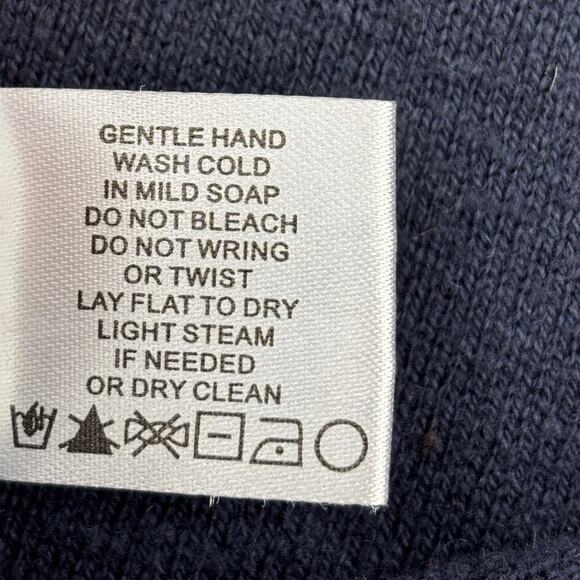 GENTLE HAND
WASH COLD
IN MILD SOAP
DO NOT BLEACH
DO NOT WRING
OR TWIST
LAY FLAT TO DRY
LIGHT STEAM
IF NEEDED
OR DRY CLEAN